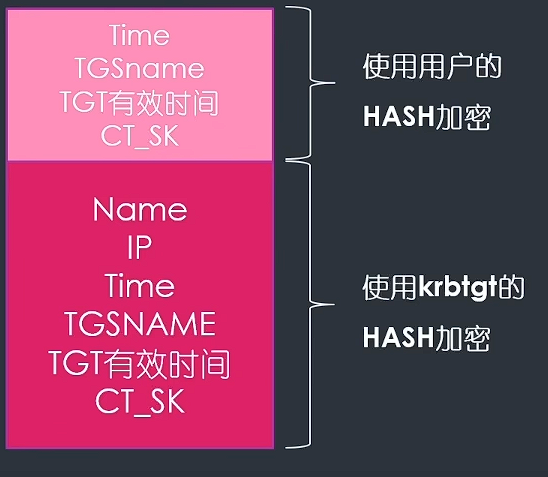 Time
TGSname
TGT有效时间
CT_SK
使用用户的
HASH加密
Name
IP
Time
TGSNAME
TGT有效时间
CT_SK
使用krbtgt的
HASH加密